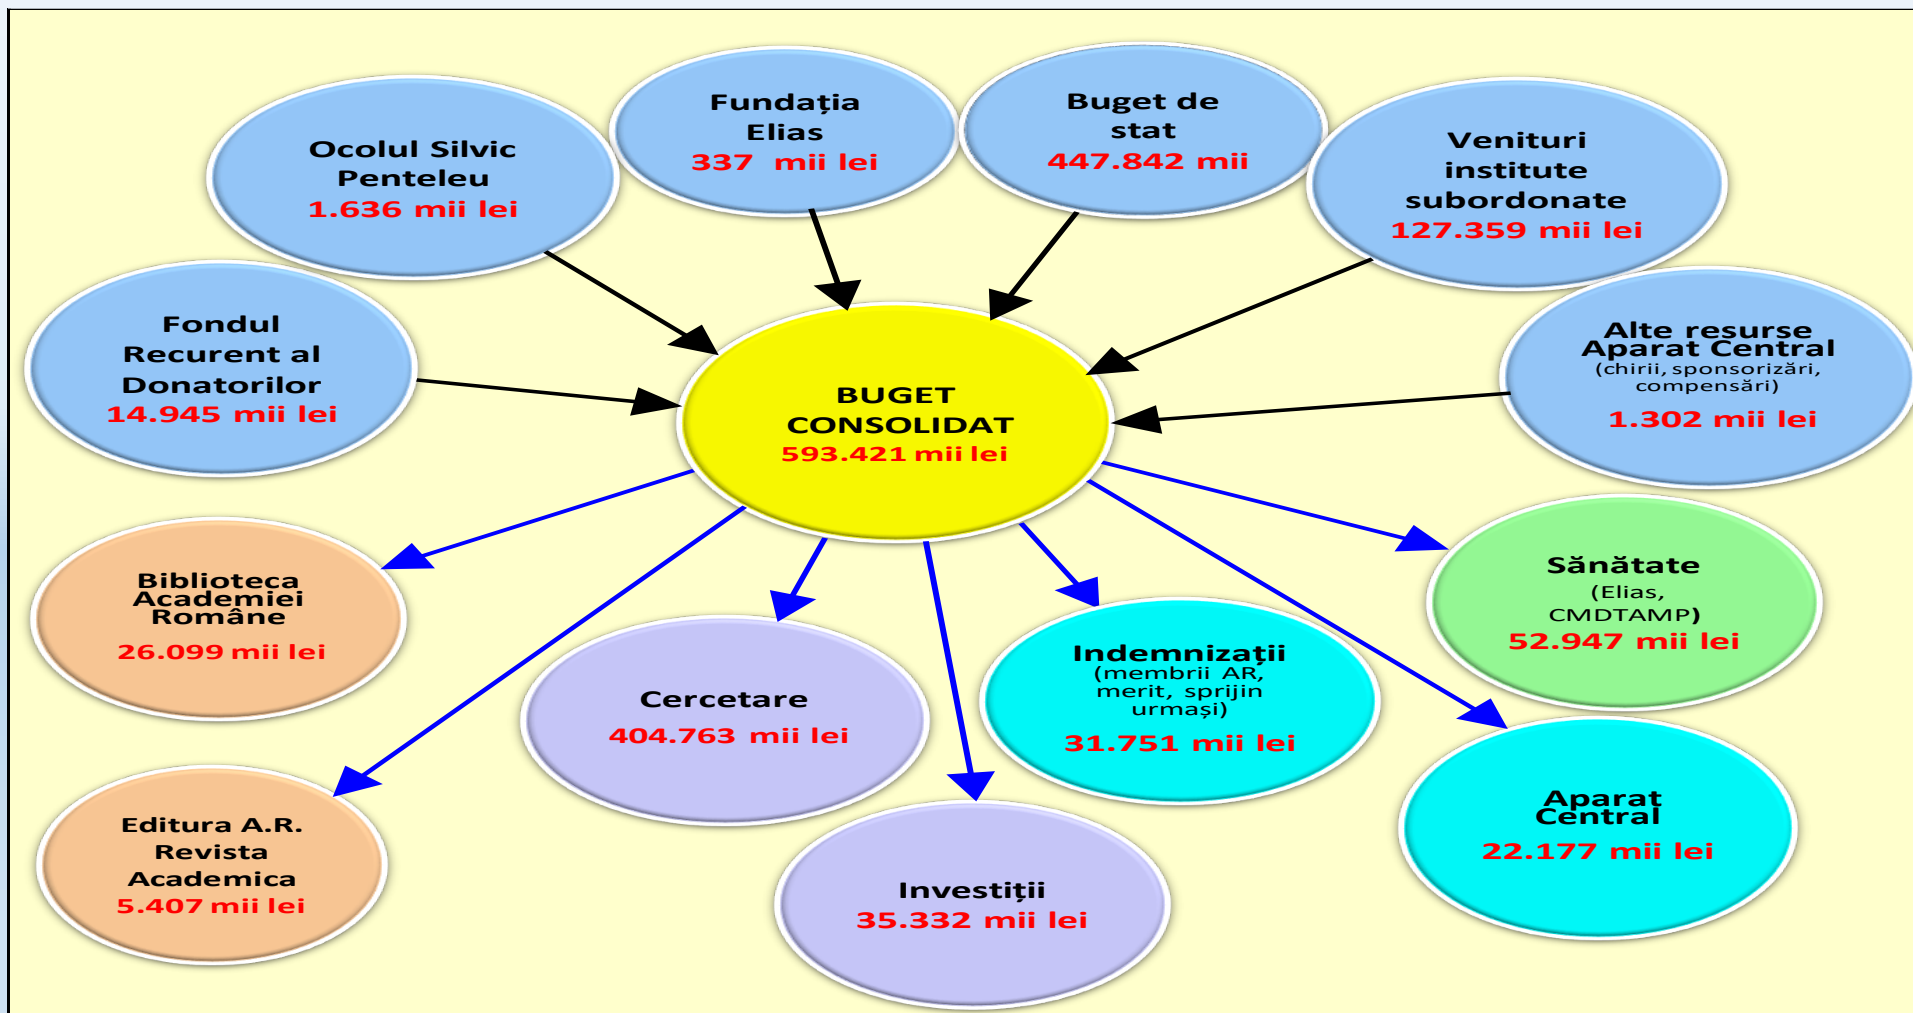 Fundația
Elias
337 mii lei
Buget de
stat
447.842 mii
Ocolul Silvic
Penteleu
1.636 mii lei
Venituri
institute
subordonate
127.359 mii lei
Fondul
Recurent al
Donatorilor
14.945 mii lei
Alte resurse
Aparat Central
(chirii, sponsorizări,
compensări)
1.302 mii lei
BUGET
CONSOLIDAT
593.421 mii lei
Biblioteca
Academiei
Române
26.099 mii lei
Sănătate
(Elias,
CMDTAMP)
52.947 mii lei
Cercetare
404.763 mii lei
Indemnizații
(membrii AR,
merit, sprijin
urmași)
31.751 mii lei
Editura A.R.
Revista
Academica
5.407 mii lei
Investiții
35.332 mii lei
Aparat
Central
22.177 mii lei